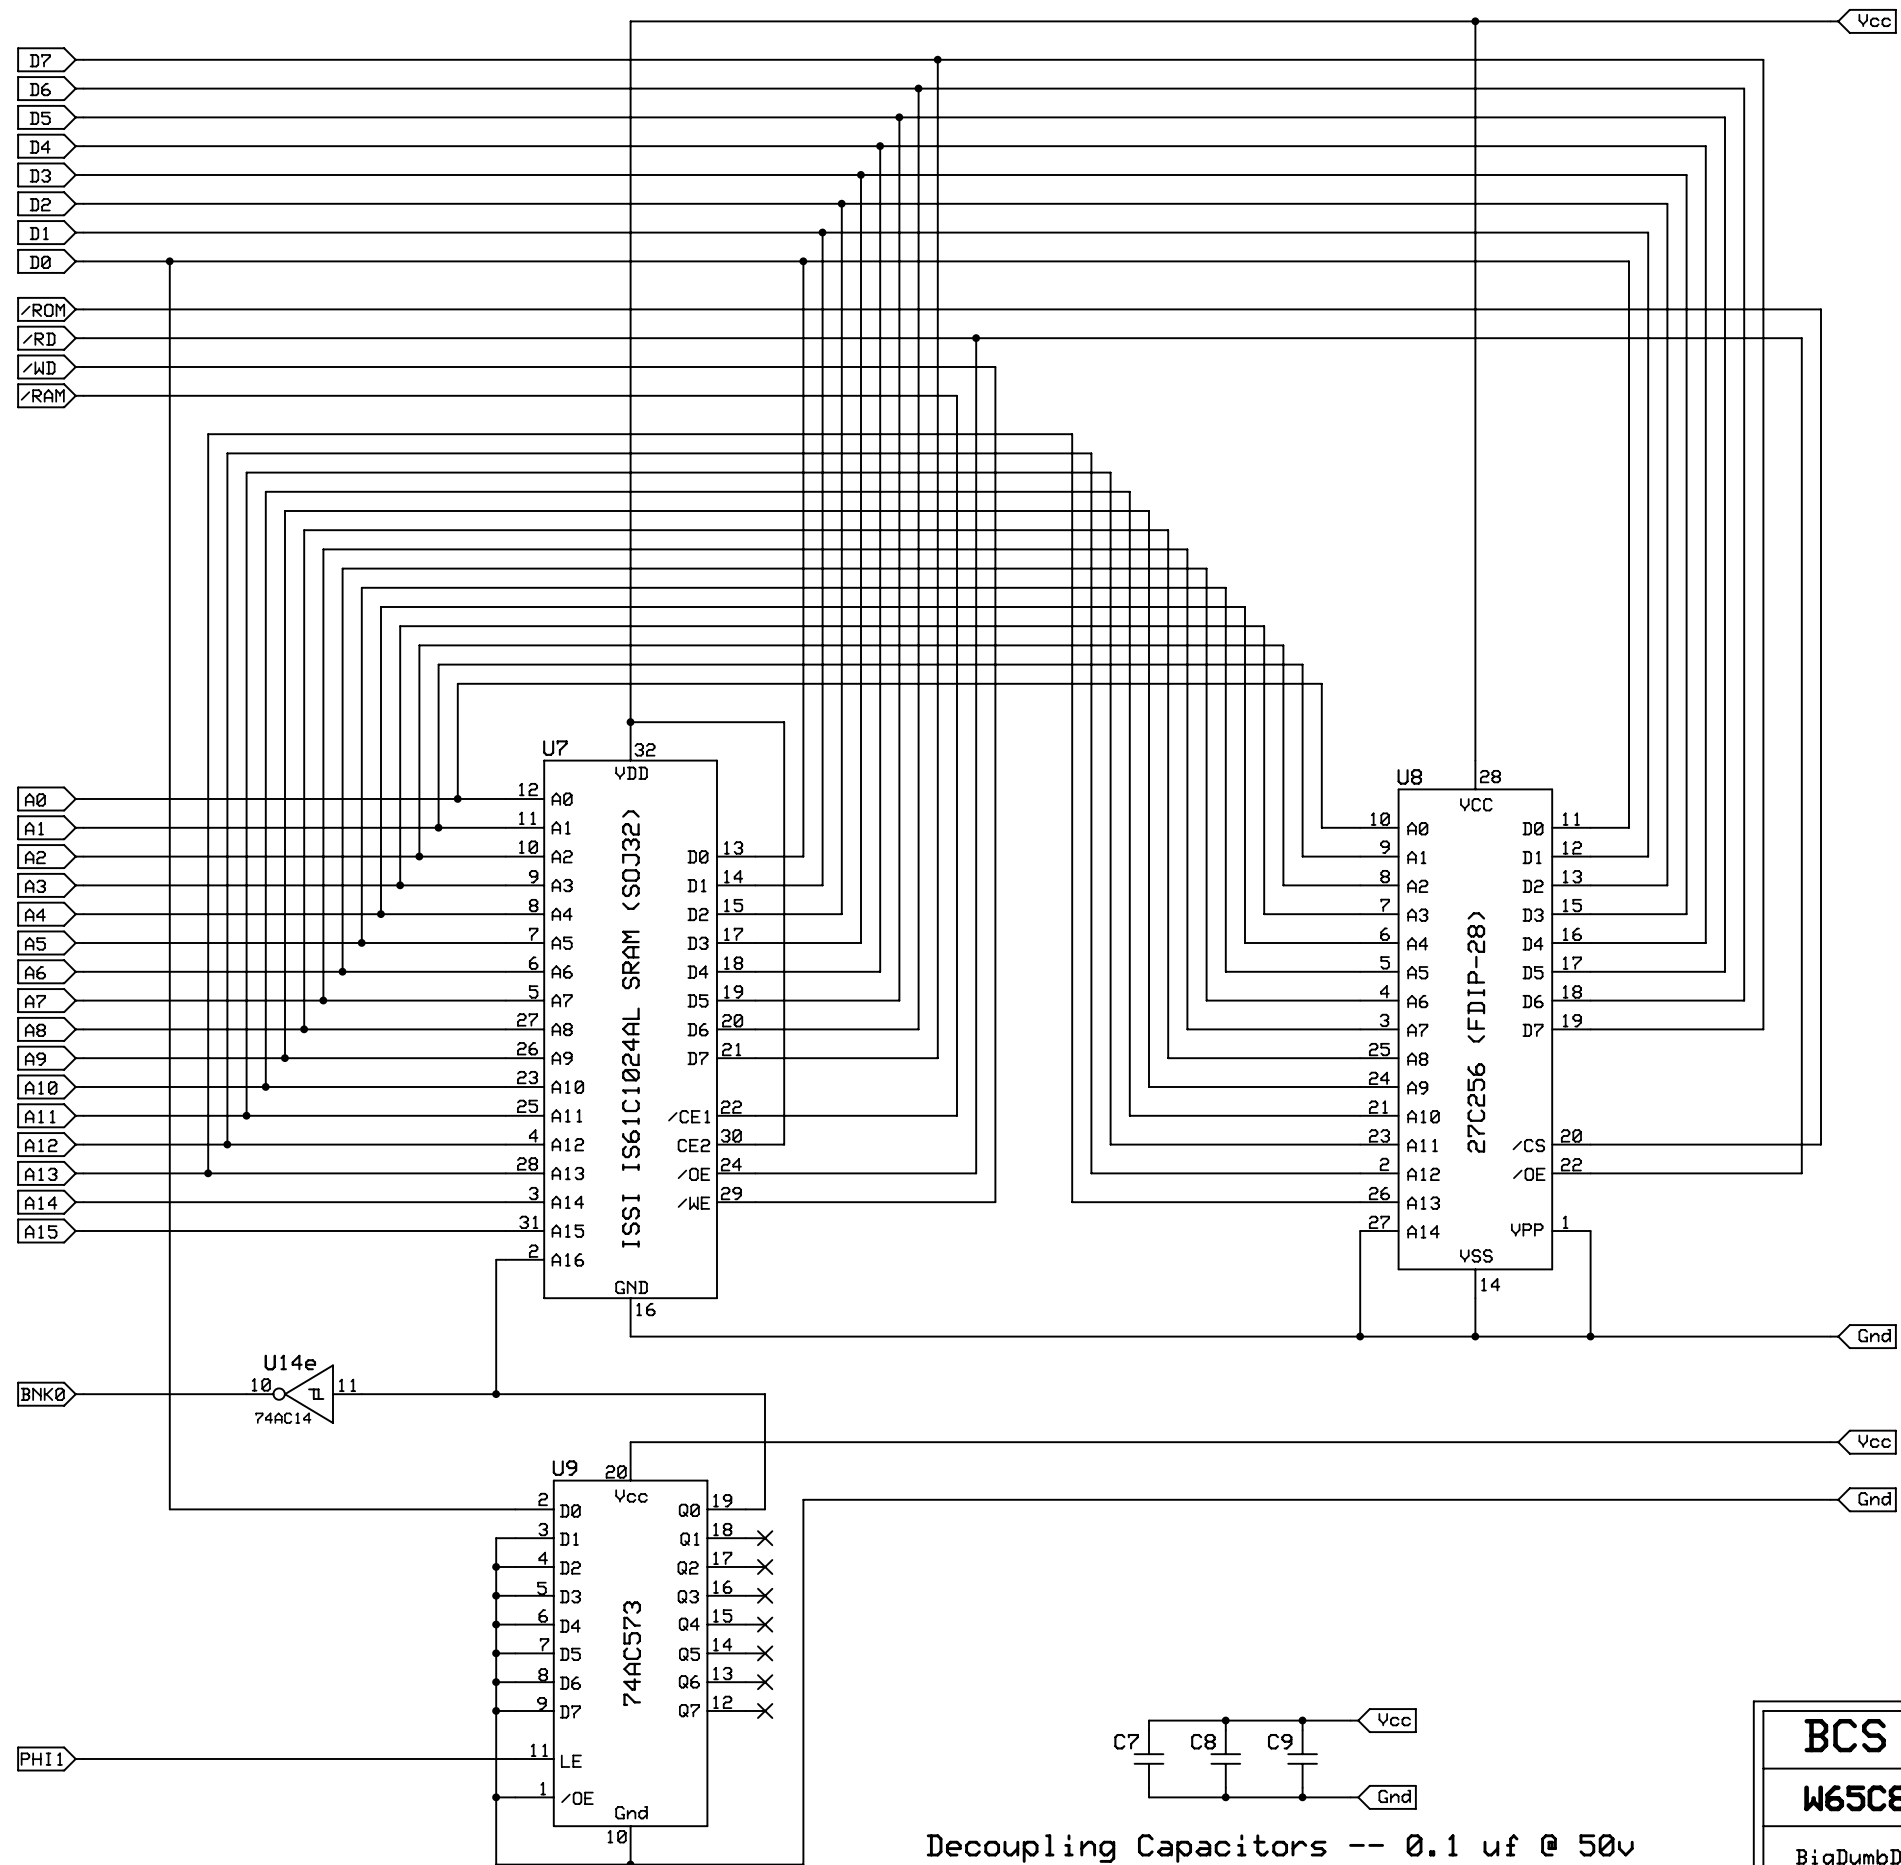 Vcc
D7
D6
D5
D4
D3
D2
D1
D0
/ROM
/RD
/WD
/RAM
U7
32
VDD
ISSI IS61C1024AL SRAM (SOJ32)
A0 12 A0
A1 11 A1
A2 10 A2
A3 9 A3
A4 8 A4
A5 7 A5
A6 6 A6
A7 5 A7
A8 27 A8
A9 26 A9
A10 23 A10
A11 25 A11
A12 4 A12
A13 28 A13
A14 3 A14
A15 31 A15
2 A16
D0 13
D1 14
D2 15
D3 17
D4 18
D5 19
D6 20
D7 21
/CE1 22
CE2 30
/OE 24
/WE 29
GND
16
U8
28
VCC
27C256 (FDIP-28)
10 A0
9 A1
8 A2
7 A3
6 A4
5 A5
4 A6
3 A7
25 A8
24 A9
21 A10
23 A11
2 A12
26 A13
27 A14
D0 11
D1 12
D2 13
D3 15
D4 16
D5 17
D6 18
D7 19
/CS 20
/OE 22
VPP 1
VSS
14
Gnd
U14e
BNK0 10 11
74AC14
Vcc
Gnd
U9
20
Vcc
74AC573
2 D0
3 D1
4 D2
5 D3
6 D4
7 D5
8 D6
9 D7
PHI1 11 LE
1 /OE
Q0 19
Q1 18
Q2 17
Q3 16
Q4 15
Q5 14
Q6 13
Q7 12
Gnd
10
C7 C8 C9
Vcc
Gnd
Decoupling Capacitors -- 0.1 uf @ 50v
BCS
W65C8
BigDumbD